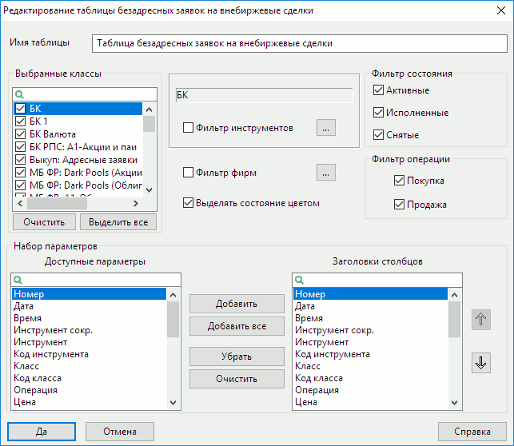 Редактирование таблицы безадресных заявок на внебиржевые сделки
Имя таблицы
Таблица безадресных заявок на внебиржевые сделки
Выбранные классы
БК
БК 1
БК Валюта
БК РПС: А1-Акции и паи
Выкуп: Адресные заявки
МБ ФР: Dark Pools (Акции
МБ ФР: Dark Pools (Облиг
Очистить
Выделить все
БК
Фильтр инструментов
...
Фильтр фирм
...
Выделять состояние цветом
Фильтр состояния
Активные
Исполненные
Снятые
Фильтр операции
Покупка
Продажа
Набор параметров
Доступные параметры
Номер
Дата
Время
Инструмент сокр.
Инструмент
Код инструмента
Класс
Код класса
Операция
Цена
Добавить
Добавить все
Убрать
Очистить
Заголовки столбцов
Номер
Дата
Время
Инструмент сокр.
Инструмент
Код инструмента
Класс
Код класса
Операция
Цена
Да
Отмена
Справка